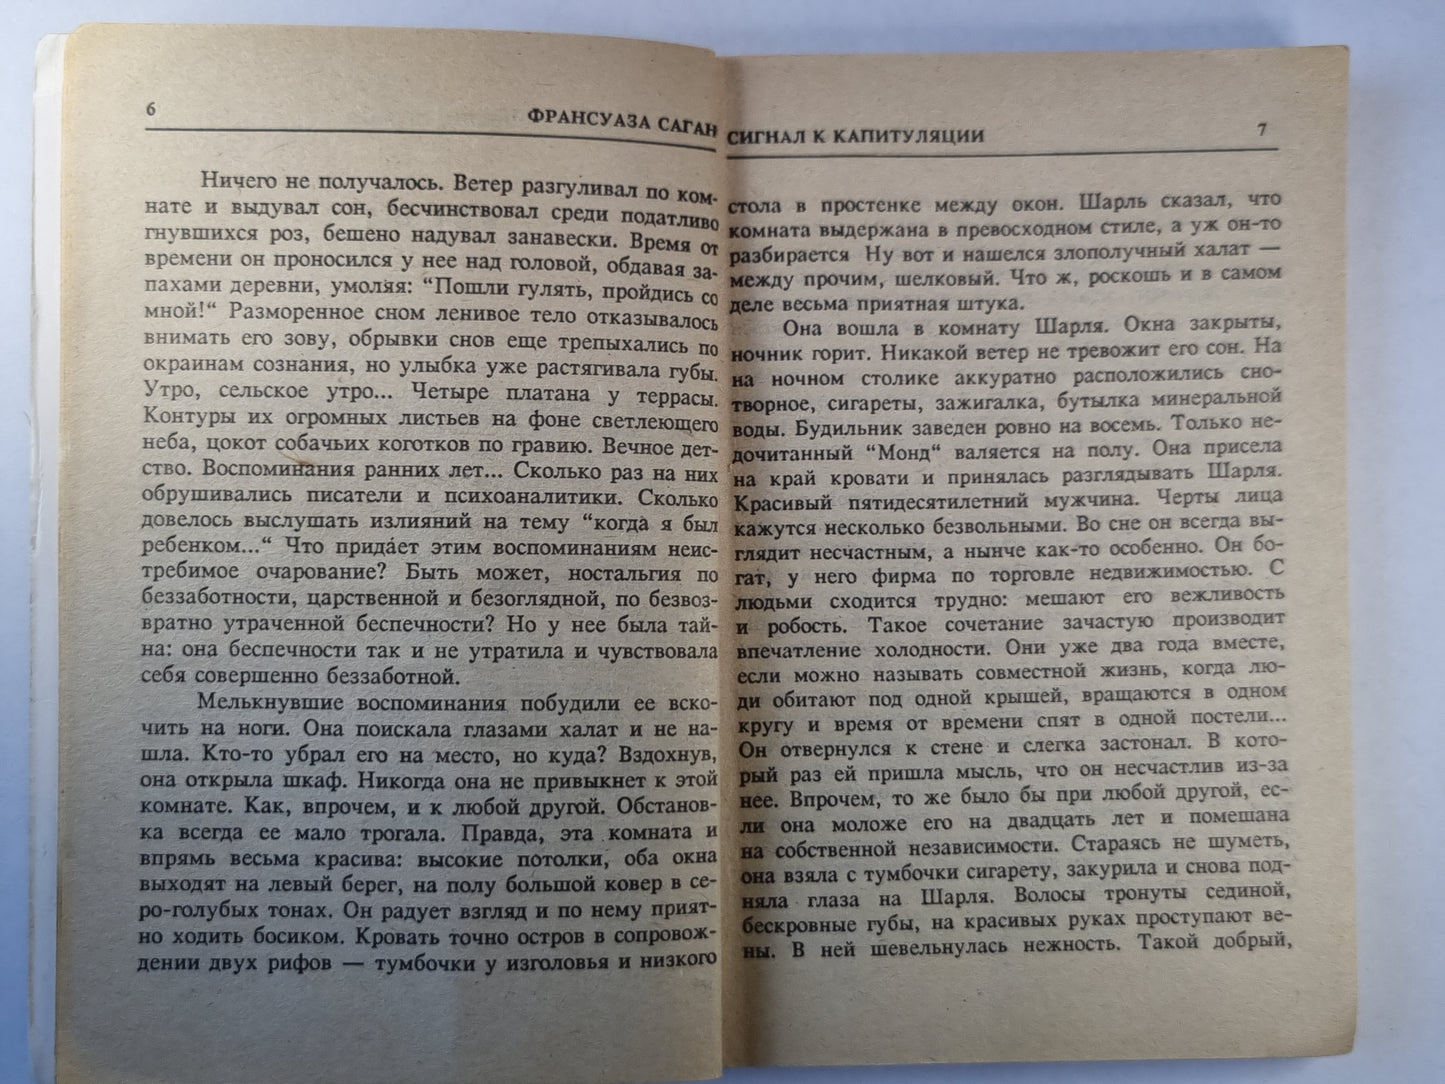 6
ФРАНСУАЗА САГАН
Ничего не получалось. Ветер разгуливал по ком-
нате и выдувал сон, бесчинствовал среди податливо
гнувшихся роз, бешено надувал занавески. Время от
времени он проносился у нее над головой, обдавая за-
пахами деревни, умоляя: “Пошли гулять, пройдись со
мной!“ Разморенное сном ленивое тело отказывалось
внимать его зову, обрывки снов еще трепыхались по
окраинам сознания, но улыбка уже растягивала губы.
Утро, сельское утро... Четыре платана у террасы.
Контуры их огромных листьев на фоне светлеющего
неба, цокот собачьих коготков по гравию. Вечное дет-
ство. Воспоминания ранних лет... Сколько раз на них
обрушивались писатели и психоаналитики. Сколько
довелось выслушать излияний на тему “когда я был
ребенком...“ Что придáет этим воспоминаниям неис-
требимое очарование? Быть может, ностальгия по
беззаботности, царственной и безоглядной, по безвоз-
вратно утраченной беспечности? Но у нее была тай-
на: она беспечности так и не утратила и чувствовала
себя совершенно беззаботной.
Мелькнувшие воспоминания побудили ее вско-
чить на ноги. Она поискала глазами халат и не на-
шла. Кто-то убрал его на место, но куда? Вздохнув,
она открыла шкаф. Никогда она не привыкнет к этой
комнате. Как, впрочем, и к любой другой. Обстанов-
ка всегда ее мало трогала. Правда, эта комната и
впрямь весьма красива: высокие потолки, оба окна
выходят на левый берег, на полу большой ковер в се-
ро-голубых тонах. Он радует взгляд и по нему прият-
но ходить босиком. Кровать точно остров в сопровож-
дении двух рифов — тумбочки у изголовья и низкого
СИГНАЛ К КАПИТУЛЯЦИИ
7
стола в простенке между окон. Шарль сказал, что
комната выдержана в превосходном стиле, а уж он-то
разбирается Ну вот и нашелся злополучный халат —
между прочим, шелковый. Что ж, роскошь и в самом
деле весьма приятная штука.
Она вошла в комнату Шарля. Окна закрыты,
ночник горит. Никакой ветер не тревожит его сон. На
на ночном столике аккуратно расположились сно-
творное, сигареты, зажигалка, бутылка минеральной
воды. Будильник заведен ровно на восемь. Только не-
дочитанный “Монд“ валяется на полу. Она присела
на край кровати и принялась разглядывать Шарля.
Красивый пятидесятилетний мужчина. Черты лица
кажутся несколько безвольными. Во сне он всегда вы-
глядит несчастным, а нынче как-то особенно. Он бо-
гат, у него фирма по торговле недвижимостью. С
людьми сходится трудно: мешают его вежливость
и робость. Такое сочетание зачастую производит
впечатление холодности. Они уже два года вместе,
если можно называть совместной жизнь, когда лю-
ди обитают под одной крышей, вращаются в одном
кругу и время от времени спят в одной постели...
Он отвернулся к стене и слегка застонал. В кото-
рый раз ей пришла мысль, что он несчастлив из-за
нее. Впрочем, то же было бы при любой другой, ес-
ли она моложе его на двадцать лет и помешана
на собственной независимости. Стараясь не шуметь,
она взяла с тумбочки сигарету, закурила и снова под-
няла глаза на Шарля. Волосы тронуты сединой,
бескровные губы, на красивых руках проступают ве-
ны. В ней шевельнулась нежность. Такой добрый,